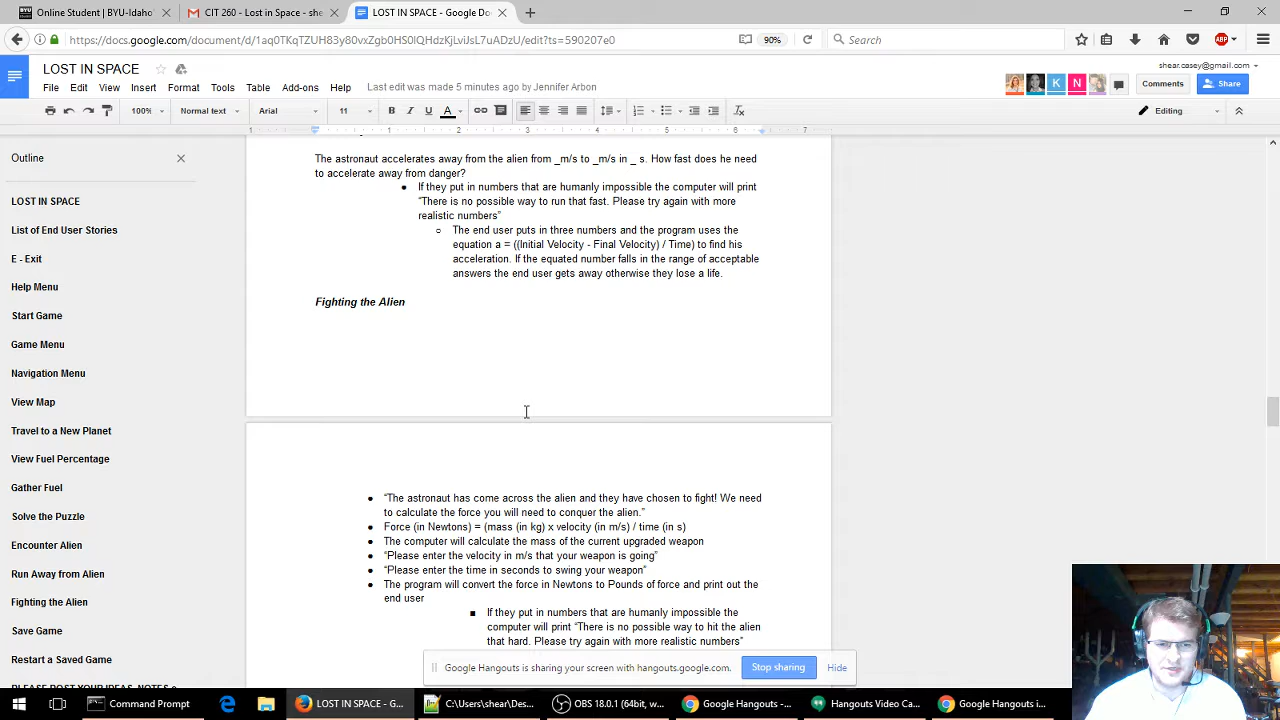 Online Student | BYU-Idaho
CIT 260 - Lost in Space - she
LOST IN SPACE - Google Do
https://docs.google.com/document/d/1aq0TKqTZUH83y80vxZgb0HS0lQHdzKjLviJsL7uADzU/edit?ts=590207e0
90%
Search
ABP
LOST IN SPACE
shear.casey@gmail.com
File Edit View Insert Format Tools Table Add-ons Help Last edit was made 5 minutes ago by Jennifer Arbon
K N Comments Share
100% Normal text Arial 11 B I U A Editing
1 1 2 3 4 5 6 7
Outline
LOST IN SPACE
List of End User Stories
E - Exit
Help Menu
Start Game
Game Menu
Navigation Menu
View Map
Travel to a New Planet
View Fuel Percentage
Gather Fuel
Solve the Puzzle
Encounter Alien
Run Away from Alien
Fighting the Alien
Save Game
Restart a Saved Game
The astronaut accelerates away from the alien from _m/s to _m/s in _ s. How fast does he need
to accelerate away from danger?
If they put in numbers that are humanly impossible the computer will print
“There is no possible way to run that fast. Please try again with more
realistic numbers”
The end user puts in three numbers and the program uses the
equation a = ((Initial Velocity - Final Velocity) / Time) to find his
acceleration. If the equated number falls in the range of acceptable
answers the end user gets away otherwise they lose a life.
Fighting the Alien
“The astronaut has come across the alien and they have chosen to fight! We need
to calculate the force you will need to conquer the alien.”
Force (in Newtons) = (mass (in kg) x velocity (in m/s) / time (in s)
The computer will calculate the mass of the current upgraded weapon
“Please enter the velocity in m/s that your weapon is going”
“Please enter the time in seconds to swing your weapon”
The program will convert the force in Newtons to Pounds of force and print out the
end user
If they put in numbers that are humanly impossible the
computer will print “There is no possible way to hit the alien
that hard. Please try again with more realistic numbers”
Google Hangouts is sharing your screen with hangouts.google.com. Stop sharing Hide
Command Prompt
LOST IN SPACE - G...
C:\Users\shear\Des...
OBS 18.0.1 (64bit, w...
Google Hangouts -...
Hangouts Video Ca...
Google Hangouts i...